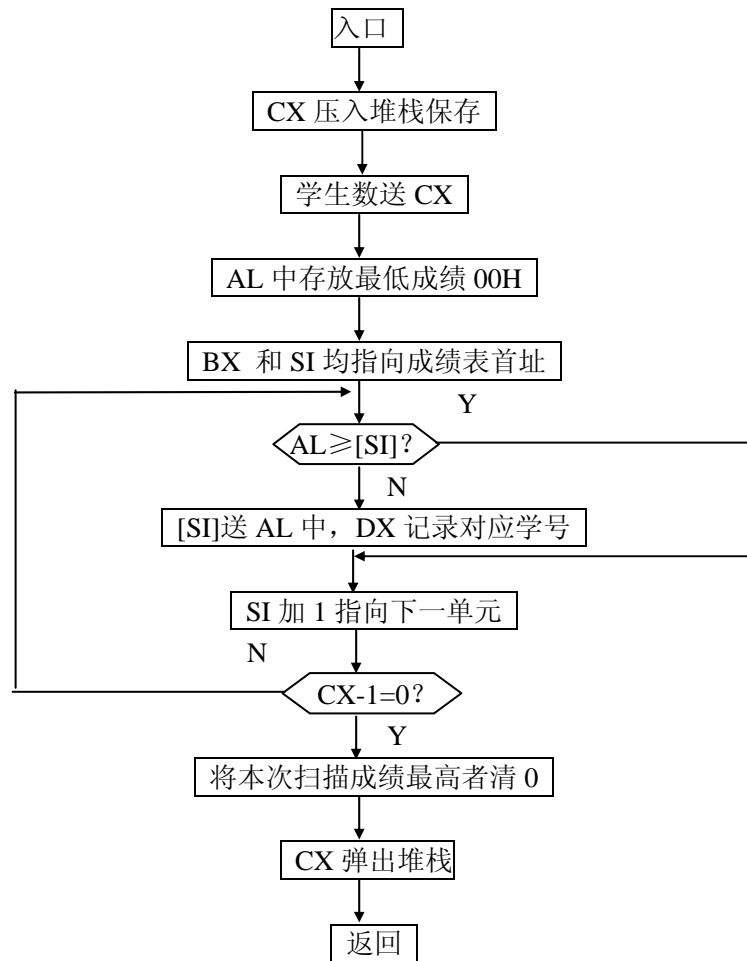 入口
CX 压入堆栈保存
学生数送 CX
AL 中存放最低成绩 00H
BX 和 SI 均指向成绩表首址
Y
AL≥[SI]?
N
[SI]送 AL 中，DX 记录对应学号
SI 加 1 指向下一单元
N
CX-1=0?
Y
将本次扫描成绩最高者清 0
CX 弹出堆栈
返回